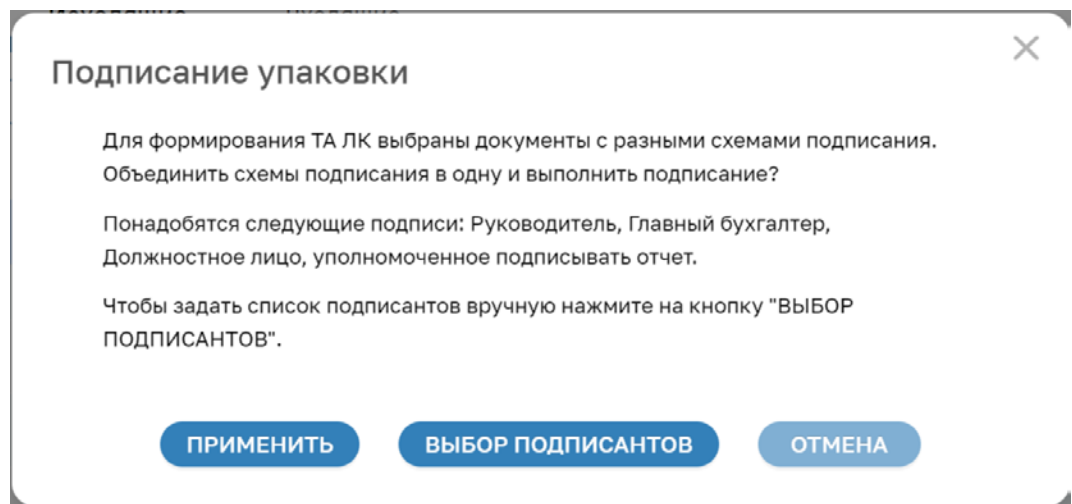 Подписание упаковки
Для формирования ТА ЛК выбраны документы с разными схемами подписания.
Объединить схемы подписания в одну и выполнить подписание?
Понадобятся следующие подписи: Руководитель, Главный бухгалтер,
Должностное лицо, уполномоченное подписывать отчет.
Чтобы задать список подписантов вручную нажмите на кнопку "ВЫБОР
ПОДПИСАНТОВ".
ПРИМЕНИТЬ ВЫБОР ПОДПИСАНТОВ ОТМЕНА